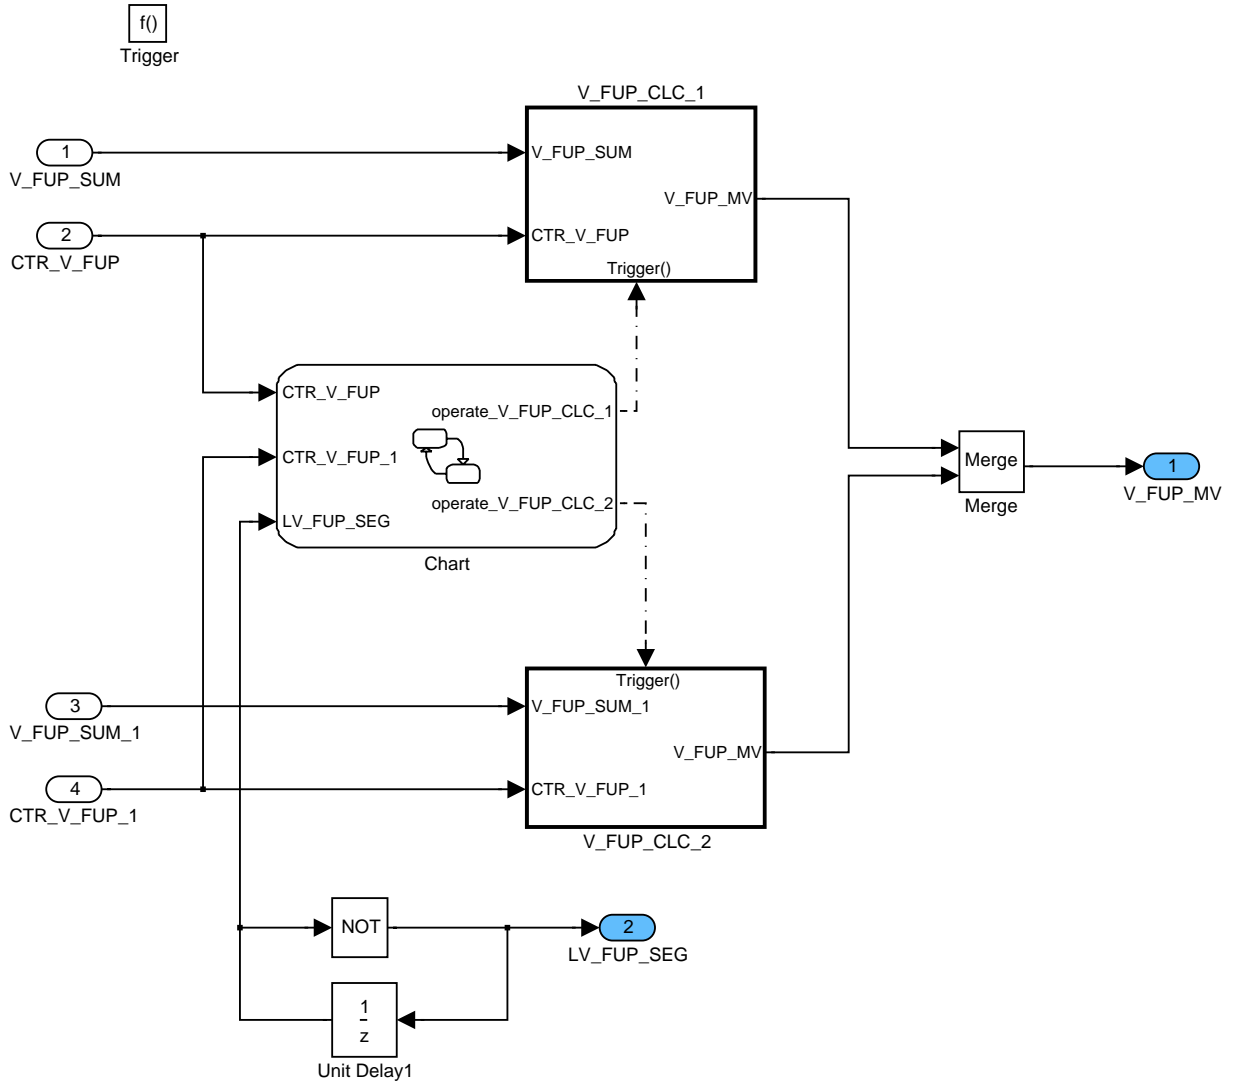 f()
Trigger
V_FUP_CLC_1
1
V_FUP_SUM
V_FUP_SUM
V_FUP_MV
2
CTR_V_FUP
CTR_V_FUP
Trigger()
CTR_V_FUP
operate_V_FUP_CLC_1
CTR_V_FUP_1
operate_V_FUP_CLC_2
LV_FUP_SEG
Chart
Merge
Merge
1
V_FUP_MV
Trigger()
3
V_FUP_SUM_1
V_FUP_SUM_1
V_FUP_MV
4
CTR_V_FUP_1
CTR_V_FUP_1
V_FUP_CLC_2
NOT
2
LV_FUP_SEG
1
z
Unit Delay1